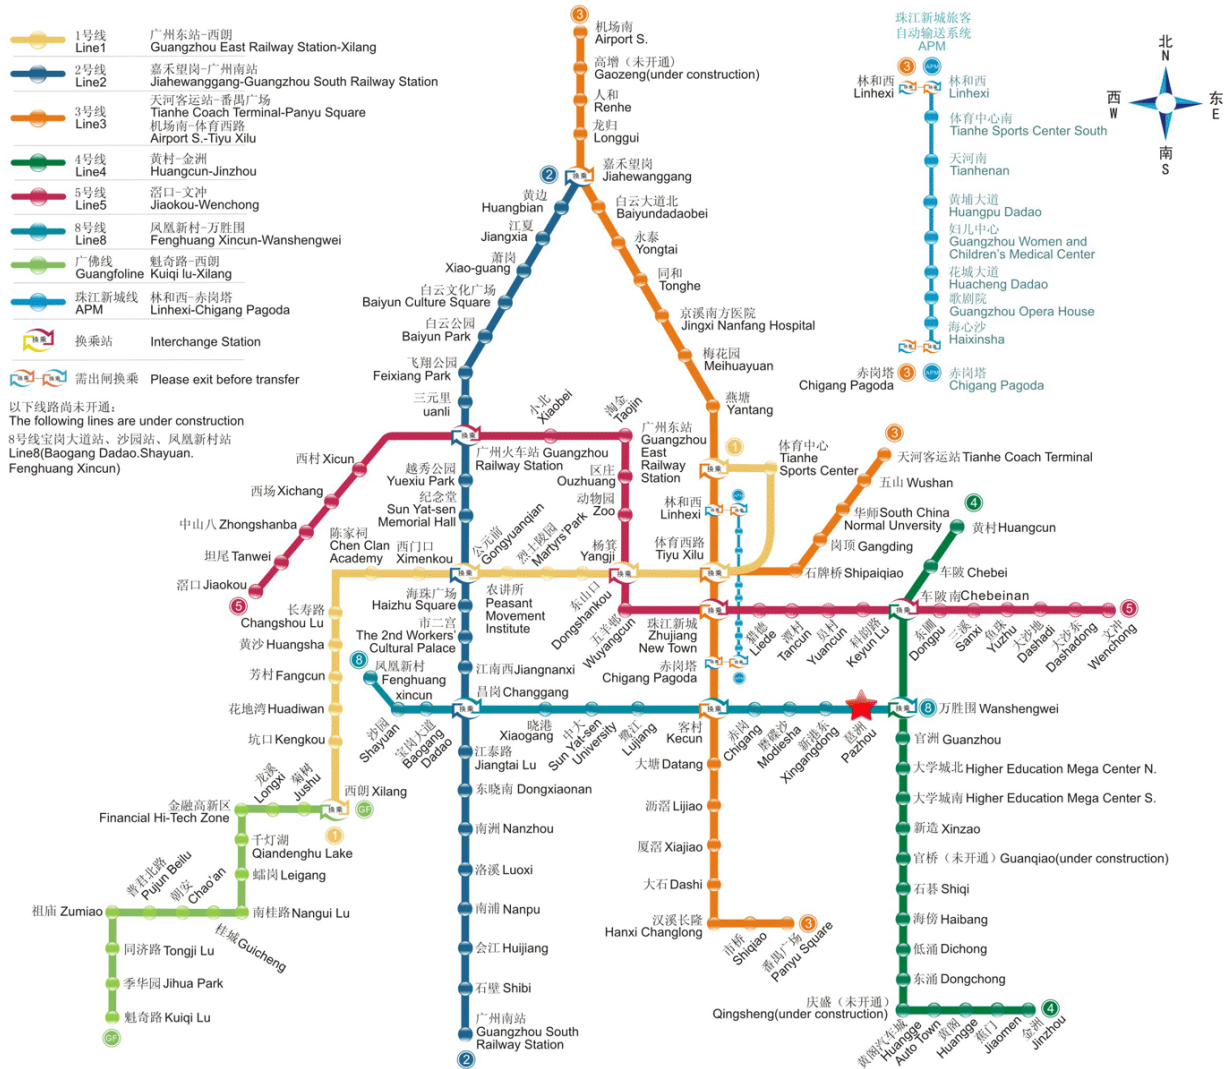 1号线
Line1
广州东站-西朗
Guangzhou East Railway Station-Xilang
2号线
Line2
嘉禾望岗-广州南站
Jiahewanggang-Guangzhou South Railway Station
3号线
Line3
天河客运站-番禺广场
Tianhe Coach Terminal-Panyu Square
机场南-体育西路
Airport S.-Tiyu Xilu
4号线
Line4
黄村-金洲
Huangcun-Jinzhou
5号线
Line5
滘口-文冲
Jiaokou-Wenchong
8号线
Line8
凤凰新村-万胜围
Fenghuang Xincun-Wanshengwei
广佛线
Guangfoline
魁奇路-西朗
Kuiqi lu-Xilang
珠江新城线
APM
林和西-赤岗塔
Linhexi-Chigang Pagoda
换乘
换乘站 Interchange Station
需出闸换乘 Please exit before transfer
以下线路尚未开通：
The following lines are under construction
8号线宝岗大道站、沙园站、凤凰新村站
Line8(Baogang Dadao.Shayuan.
Fenghuang Xincun)
3
机场南
Airport S.
高增（未开通）
Gaozeng(under construction)
人和
Renhe
龙归
Longgui
2
换乘
嘉禾望岗
Jiahewanggang
黄边
Huangbian
江夏
Jiangxia
萧岗
Xiao-guang
白云文化广场
Baiyun Culture Square
白云公园
Baiyun Park
飞翔公园
Feixiang Park
三元里
uanli
白云大道北
Baiyundadaobei
永泰
Yongtai
同和
Tonghe
京溪南方医院
Jingxi Nanfang Hospital
梅花园
Meihuayuan
燕塘
Yantang
珠江新城旅客
自动输送系统
APM
3
APM
林和西
Linhexi
林和西
Linhexi
体育中心南
Tianhe Sports Center South
天河南
Tianhenan
黄埔大道
Huangpu Dadao
妇儿中心
Guangzhou Women and
Children's Medical Center
花城大道
Huacheng Dadao
歌剧院
Guangzhou Opera House
海心沙
Haixinsha
赤岗塔
Chigang Pagoda
3
APM
赤岗塔
Chigang Pagoda
北
N
西
W
东
E
南
S
小北
Xiaobei
淘金
Taojin
广州东站
Guangzhou
East
Railway
Station
1
体育中心
Tianhe
Sports Center
换乘
广州火车站 Guangzhou
Railway Station
区庄
Ouzhuang
动物园
Zoo
杨箕
Yangji
西村 Xicun
西场 Xichang
中山八 Zhongshanba
坦尾 Tanwei
滘口 Jiaokou
5
越秀公园
Yuexiu Park
纪念堂
Sun Yat-sen
Memorial Hall
林和西
Linhexi
体育西路
Tiyu Xilu
3
天河客运站 Tianhe Coach Terminal
五山 Wushan
华师 South China
Normal Unversity
岗顶 Gangding
石牌桥 Shipaiqiao
4
黄村 Huangcun
车陂 Chebei
车陂南 Chebeinan
陈家祠
Chen Clan
Academy
西门口
Ximenkou
公元前
Gongyuanqian
烈士陵园
Martyrs'Park
农讲所
Peasant
Movement
Institute
东山口
Dongshankou
五羊邨
Wuyangcun
珠江新城
Zhujiang
New Town
猎德
Liede
潭村
Tancun
员村
Yuancun
科韵路
Keyun Lu
东圃
Dongpu
三溪
Sanxi
鱼珠
Yuzhu
大沙地
Dashadi
大沙东
Dashadong
文冲
Wenchong
5
长寿路
Changshou Lu
黄沙 Huangsha
芳村 Fangcun
花地湾 Huadiwan
坑口 Kengkou
西朗 Xilang
换乘
GF
1
海珠广场
Haizhu Square
市二宫
The 2nd Workers'
Cultural Palace
江南西 Jiangnanxi
昌岗 Changgang
赤岗塔
Chigang Pagoda
8
凤凰新村
Fenghuang
xincun
沙园
Shayuan
宝岗大道
Baogang
Dadao
晓港
Xiaogang
中大
Sun Yat-sen
University
鹭江
Lujiang
客村
Kecun
赤岗
Chigang
磨碟沙
Modiesha
新港东
Xingangdong
琶洲
Pazhou
8
万胜围 Wanshengwei
江泰路
Jiangtai Lu
东晓南 Dongxiaonan
南洲 Nanzhou
洛溪 Luoxi
南浦 Nanpu
会江 Huijiang
石壁 Shibi
广州南站
Guangzhou South
Railway Station
2
大塘 Datang
沥滘 Lijiao
厦滘 Xiajiao
大石 Dashi
汉溪长隆
Hanxi Changlong
市桥
Shiqiao
番禺广场
Panyu Square
3
官洲 Guanzhou
大学城北 Higher Education Mega Center N.
大学城南 Higher Education Mega Center S.
新造 Xinzao
官桥（未开通）Guanqiao(under construction)
石碁 Shiqi
海傍 Haibang
低涌 Dichong
东涌 Dongchong
庆盛（未开通）
Qingsheng(under construction)
黄阁汽车城
Huangge
Auto Town
黄阁
Huangge
蕉门
Jiaomen
金洲
Jinzhou
4
龙溪
Longxi
菊树
Jushu
金融高新区
Financial Hi-Tech Zone
千灯湖
Qiandenghu Lake
蠕岗 Leigang
南桂路 Nangui Lu
桂城
Guicheng
朝安
Chao'an
普君北路
Pujun Beilu
祖庙 Zumiao
同济路 Tongji Lu
季华园 Jihua Park
魁奇路 Kuiqi Lu
GF